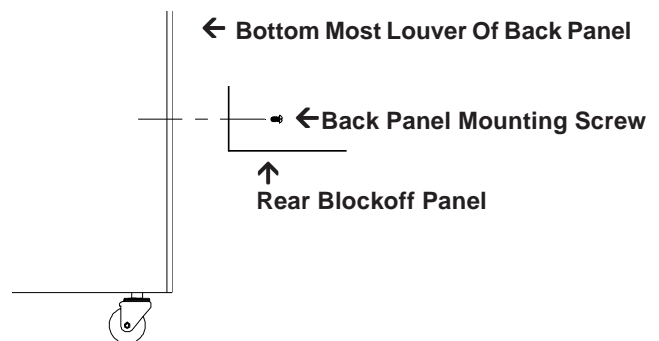 Bottom Most Louver Of Back Panel
Back Panel Mounting Screw
Rear Blockoff Panel